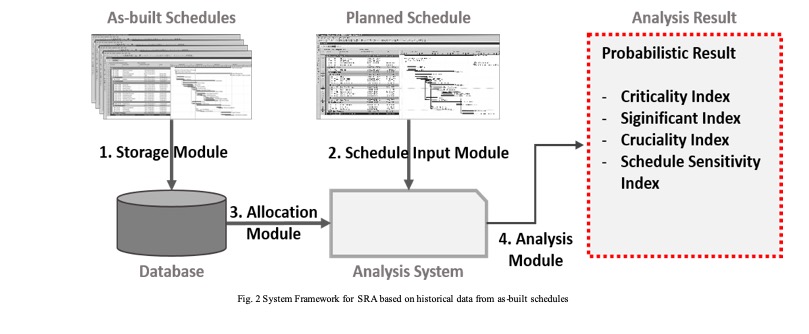 As-built Schedules
Planned Schedule
Analysis Result
Probabilistic Result
- Criticality Index
- Siginificant Index
- Cruciality Index
- Schedule Sensitivity
Index
1. Storage Module
2. Schedule Input Module
3. Allocation
Module
4. Analysis
Module
Database
Analysis System
Fig. 2 System Framework for SRA based on historical data from as-built schedules